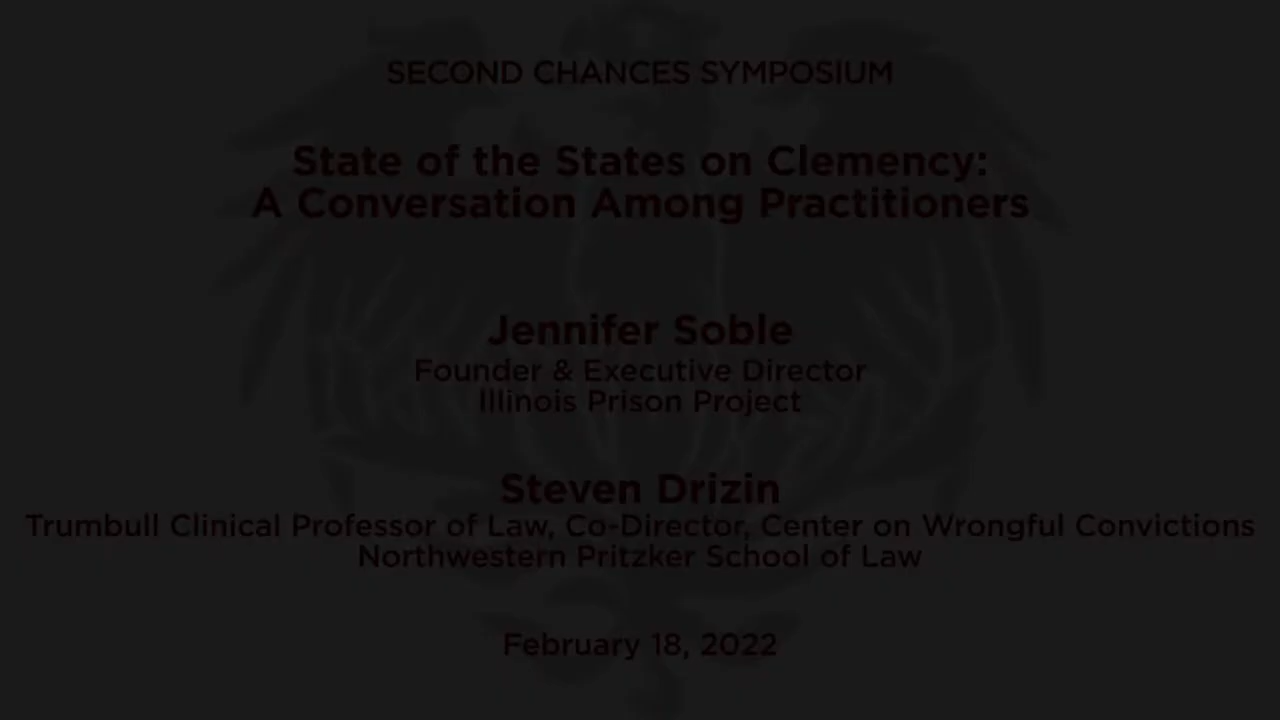 SECOND CHANCES SYMPOSIUM
State of the States on Clemency:
A Conversation Among Practitioners
Jennifer Soble
Founder & Executive Director
Illinois Prison Project
Steven Drizin
Trumbull Clinical Professor of Law, Co-Director, Center on Wrongful Convictions
Northwestern Pritzker School of Law
February 18, 2022